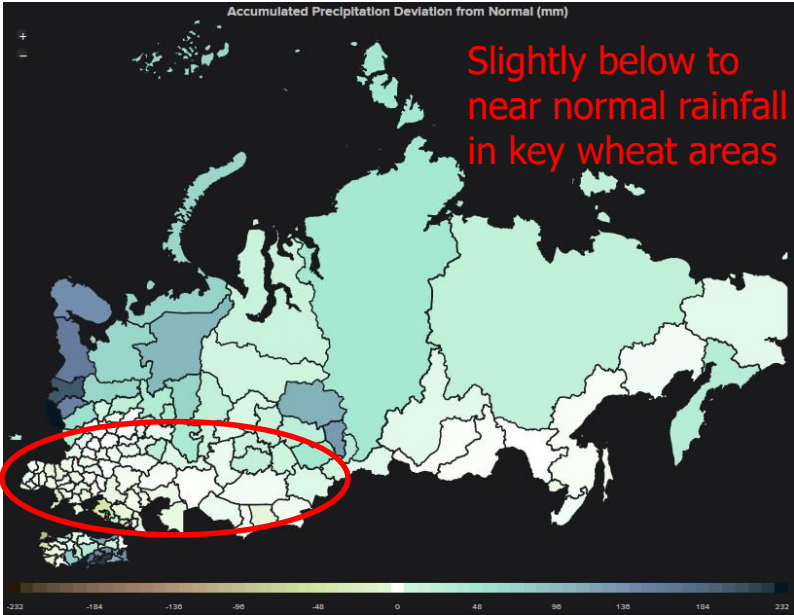 Accumulated Precipitation Deviation from Normal (mm)
+
−
Slightly below to
near normal rainfall
in key wheat areas
-232 -184 -136 -96 -48 0 48 96 136 184 232